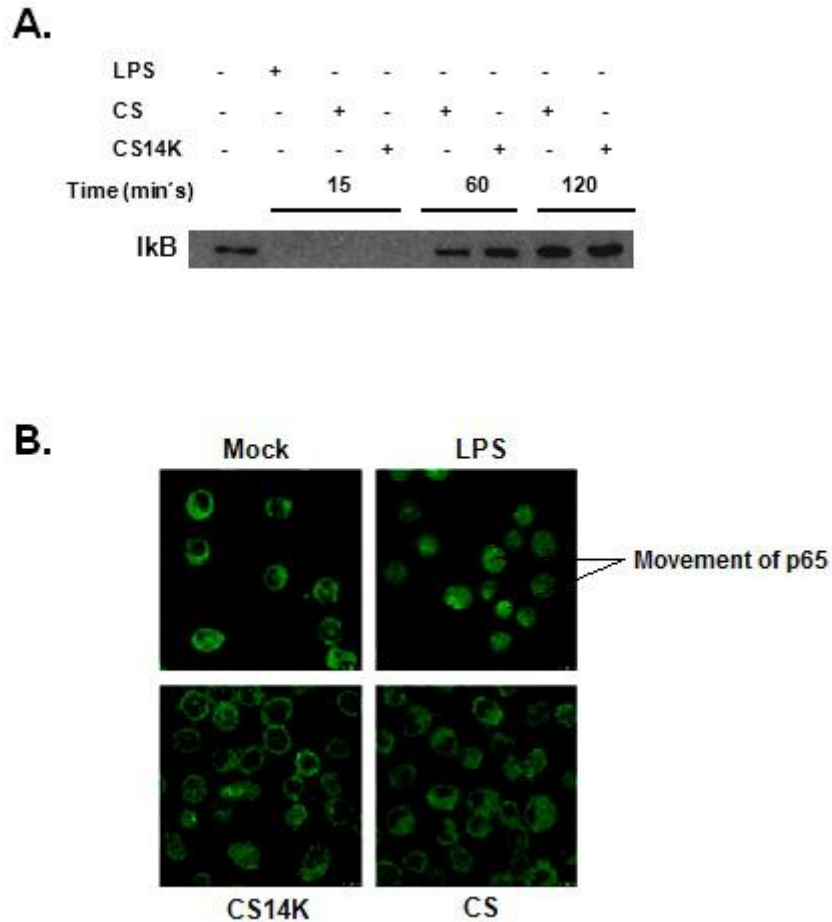 A.
LPS - + - - - - - -
CS - - + - + - + -
CS14K - - - + - + - +
Time (min´s) 15 60 120
IkB
B.
Mock LPS
Movement of p65
CS14K CS